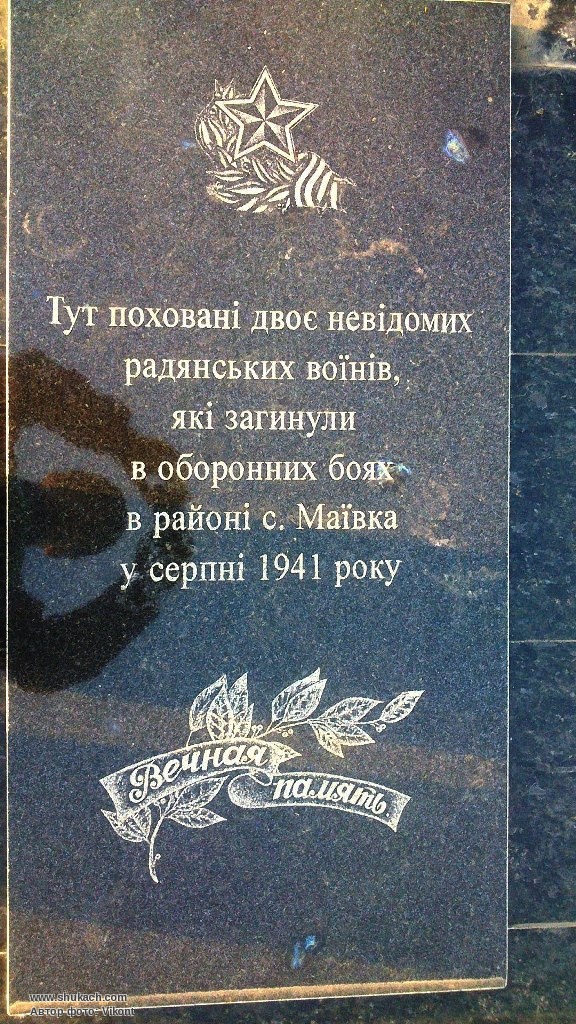 Тут поховані двоє невідомих
радянських воїнів,
які загинули
в оборонних боях
в районі с. Маївка
у серпні 1941 року
Вечная
память
www.shukach.com
Автор фото: Vikont